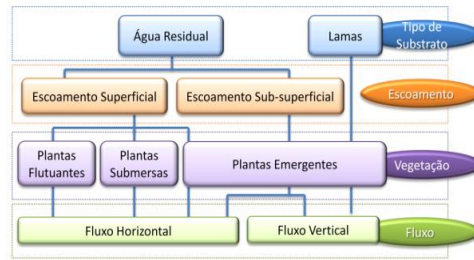 Água Residual
Lamas
Tipo de
Substrato
Escoamento Superficial
Escoamento Sub-superficial
Escoamento
Plantas
Flutuantes
Plantas
Submersas
Plantas Emergentes
Vegetação
Fluxo Horizontal
Fluxo Vertical
Fluxo